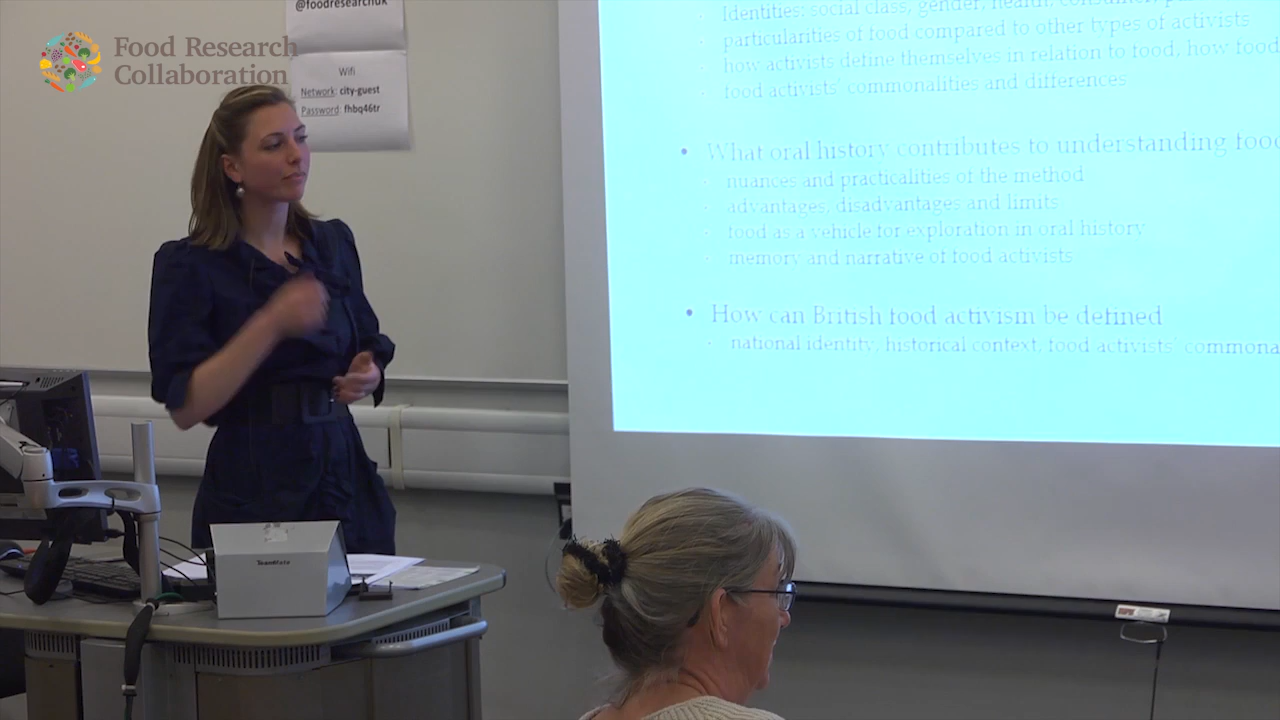 @foodresearchuk
Food Research
Collaboration
Wifi
Network: city-guest
Password: fhbq46tr
Identities: social class, gender, health, consumer,
particularities of food compared to other types of activists
how activists define themselves in relation to food, how food
food activists' commonalities and differences
• What oral history contributes to understanding food
nuances and practicalities of the method
advantages, disadvantages and limits
food as a vehicle for exploration in oral history
memory and narrative of food activists
• How can British food activism be defined
national identity, historical context, food activists' commona